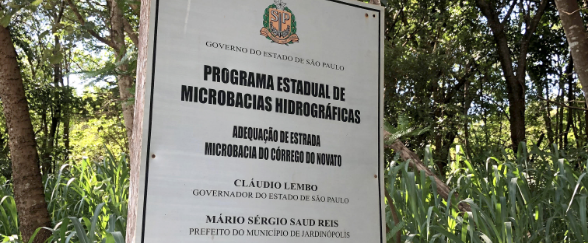 SP
GOVERNO DO ESTADO DE SÃO PAULO
PROGRAMA ESTADUAL DE
MICROBACIAS HIDROGRÁFICAS
ADEQUAÇÃO DE ESTRADA
MICROBACIA DO CÓRREGO DO NOVATO
CLÁUDIO LEMBO
GOVERNADOR DO ESTADO DE SÃO PAULO
MÁRIO SÉRGIO SAUD REIS
PREFEITO DO MUNICÍPIO DE JARDINÓPOLIS